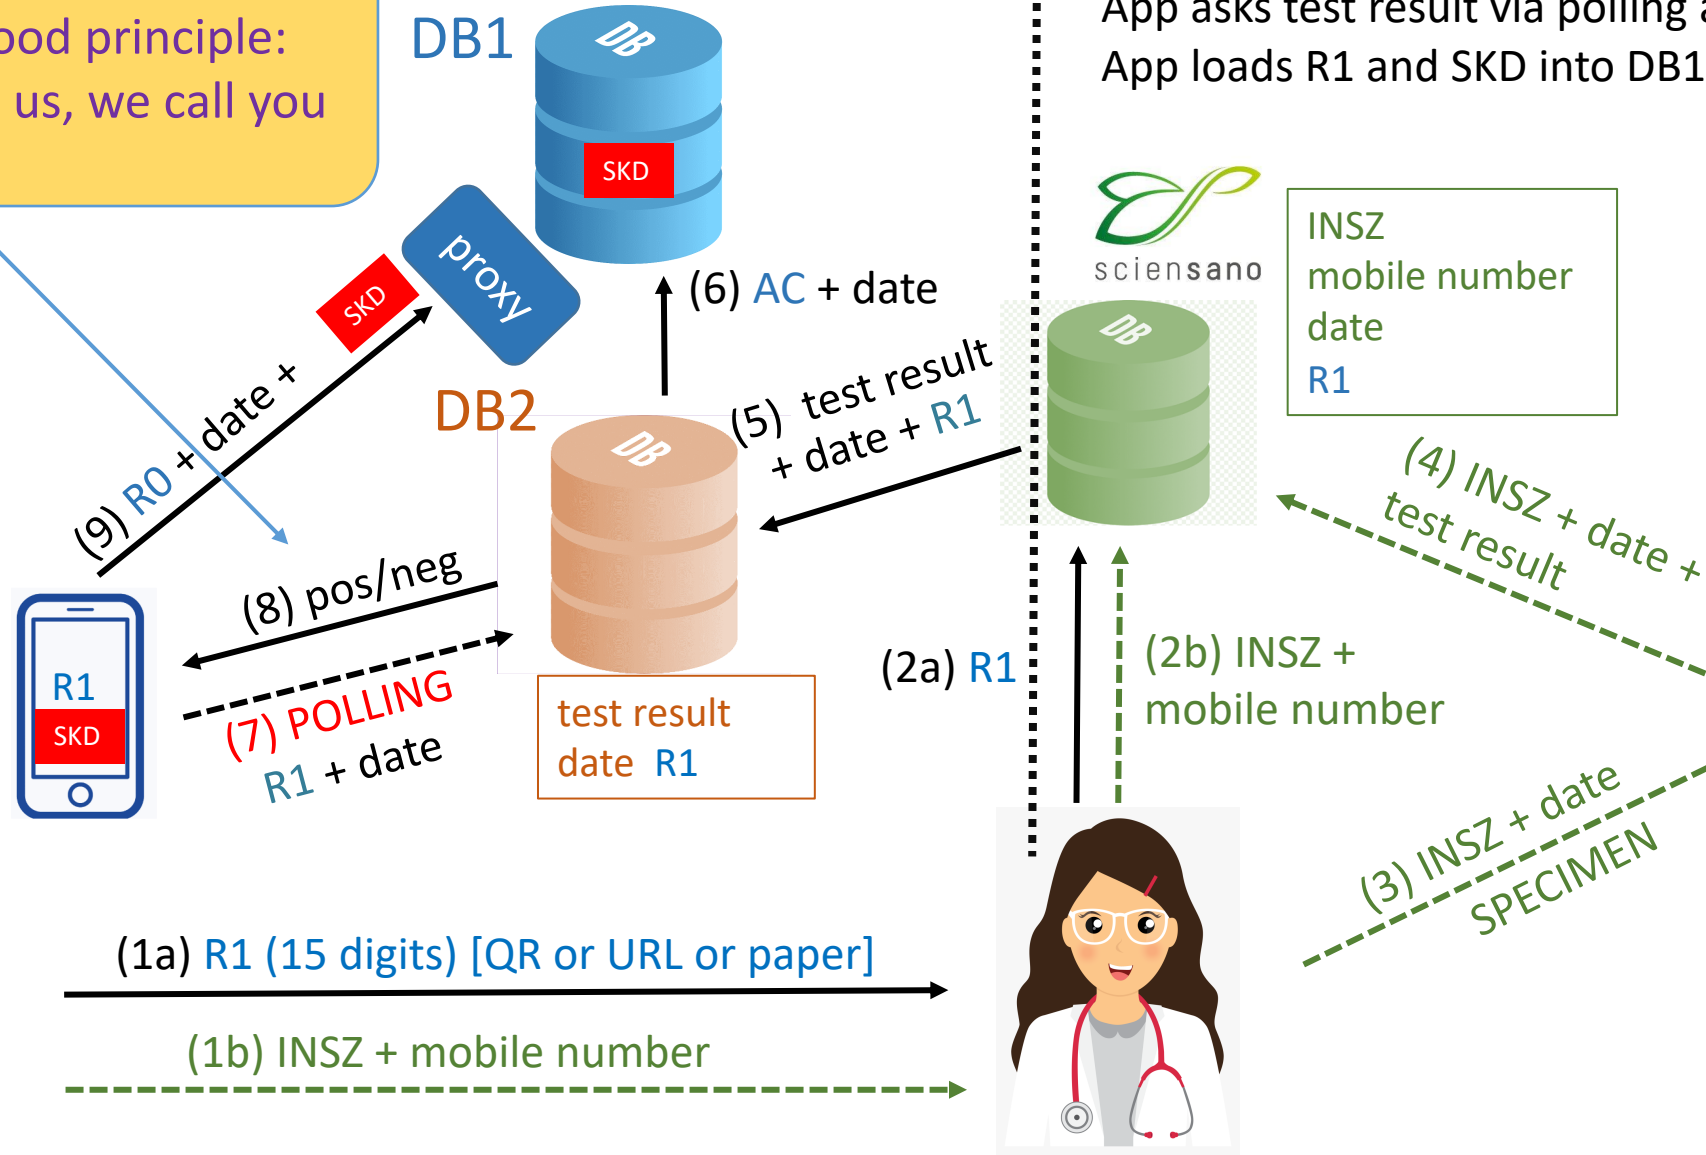 ood principle:
us, we call you
DB1
DB
SKD
App asks test result via polling a
App loads R1 and SKD into DB1
sciensano
INSZ
mobile number
date
R1
DB
proxy
SKD
(6) AC + date
(5) test result
+ date + R1
(4) INSZ + date +
test result
(9) R0 + date +
DB2
DB
(8) pos/neg
(7) POLLING
R1 + date
R1
SKD
test result
date R1
(2a) R1
(2b) INSZ +
mobile number
(3) INSZ + date
SPECIMEN
(1a) R1 (15 digits) [QR or URL or paper]
(1b) INSZ + mobile number